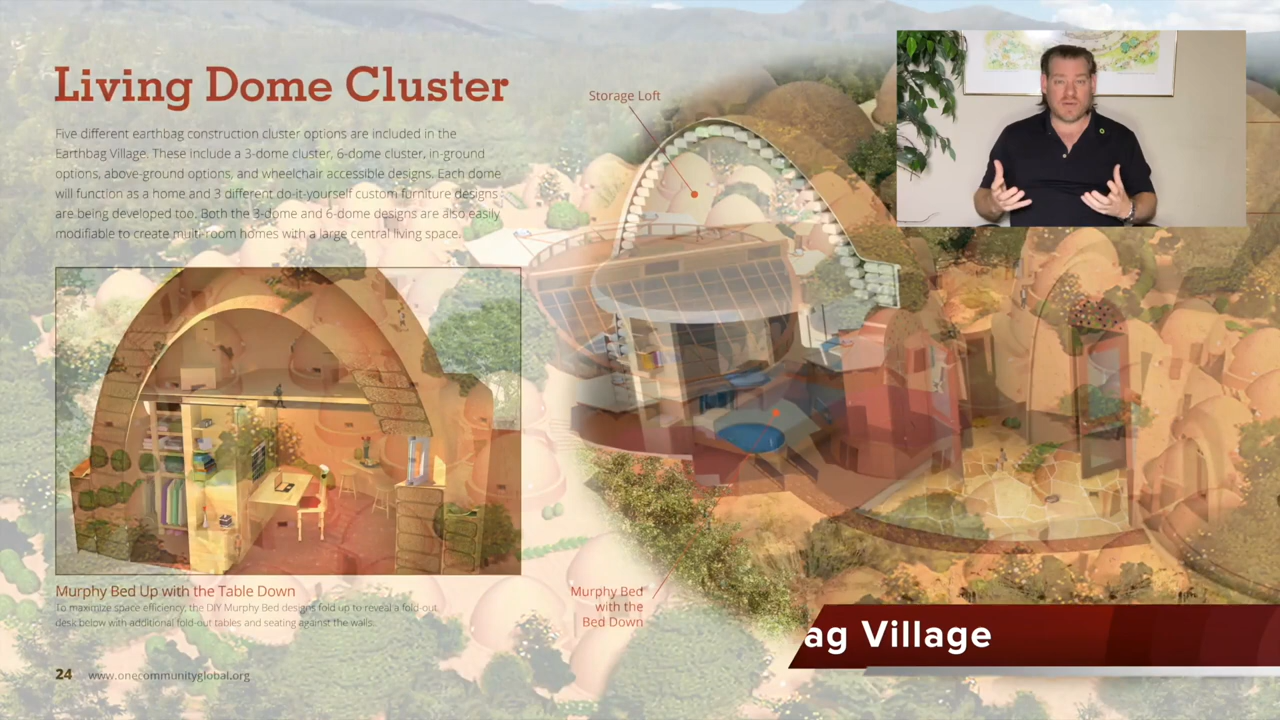 Living Dome Cluster
Five different earthbag construction cluster options are included in the
Earthbag Village. These include a 3-dome cluster, 6-dome cluster, in-ground
options, above-ground options, and wheelchair accessible designs. Each dome
will function as a home and 3 different do-it-yourself custom furniture designs
are being developed too. Both the 3-dome and 6-dome designs are also easily
modifiable to create multi-room homes with a large central living space.
Storage Loft
Murphy Bed Up with the Table Down
To maximize space efficiency, the DIY Murphy Bed designs fold up to reveal a fold-out
desk below with additional fold-out tables and seating against the walls.
Murphy Bed
with the
Bed Down
ag Village
24 www.onecommunityglobal.org